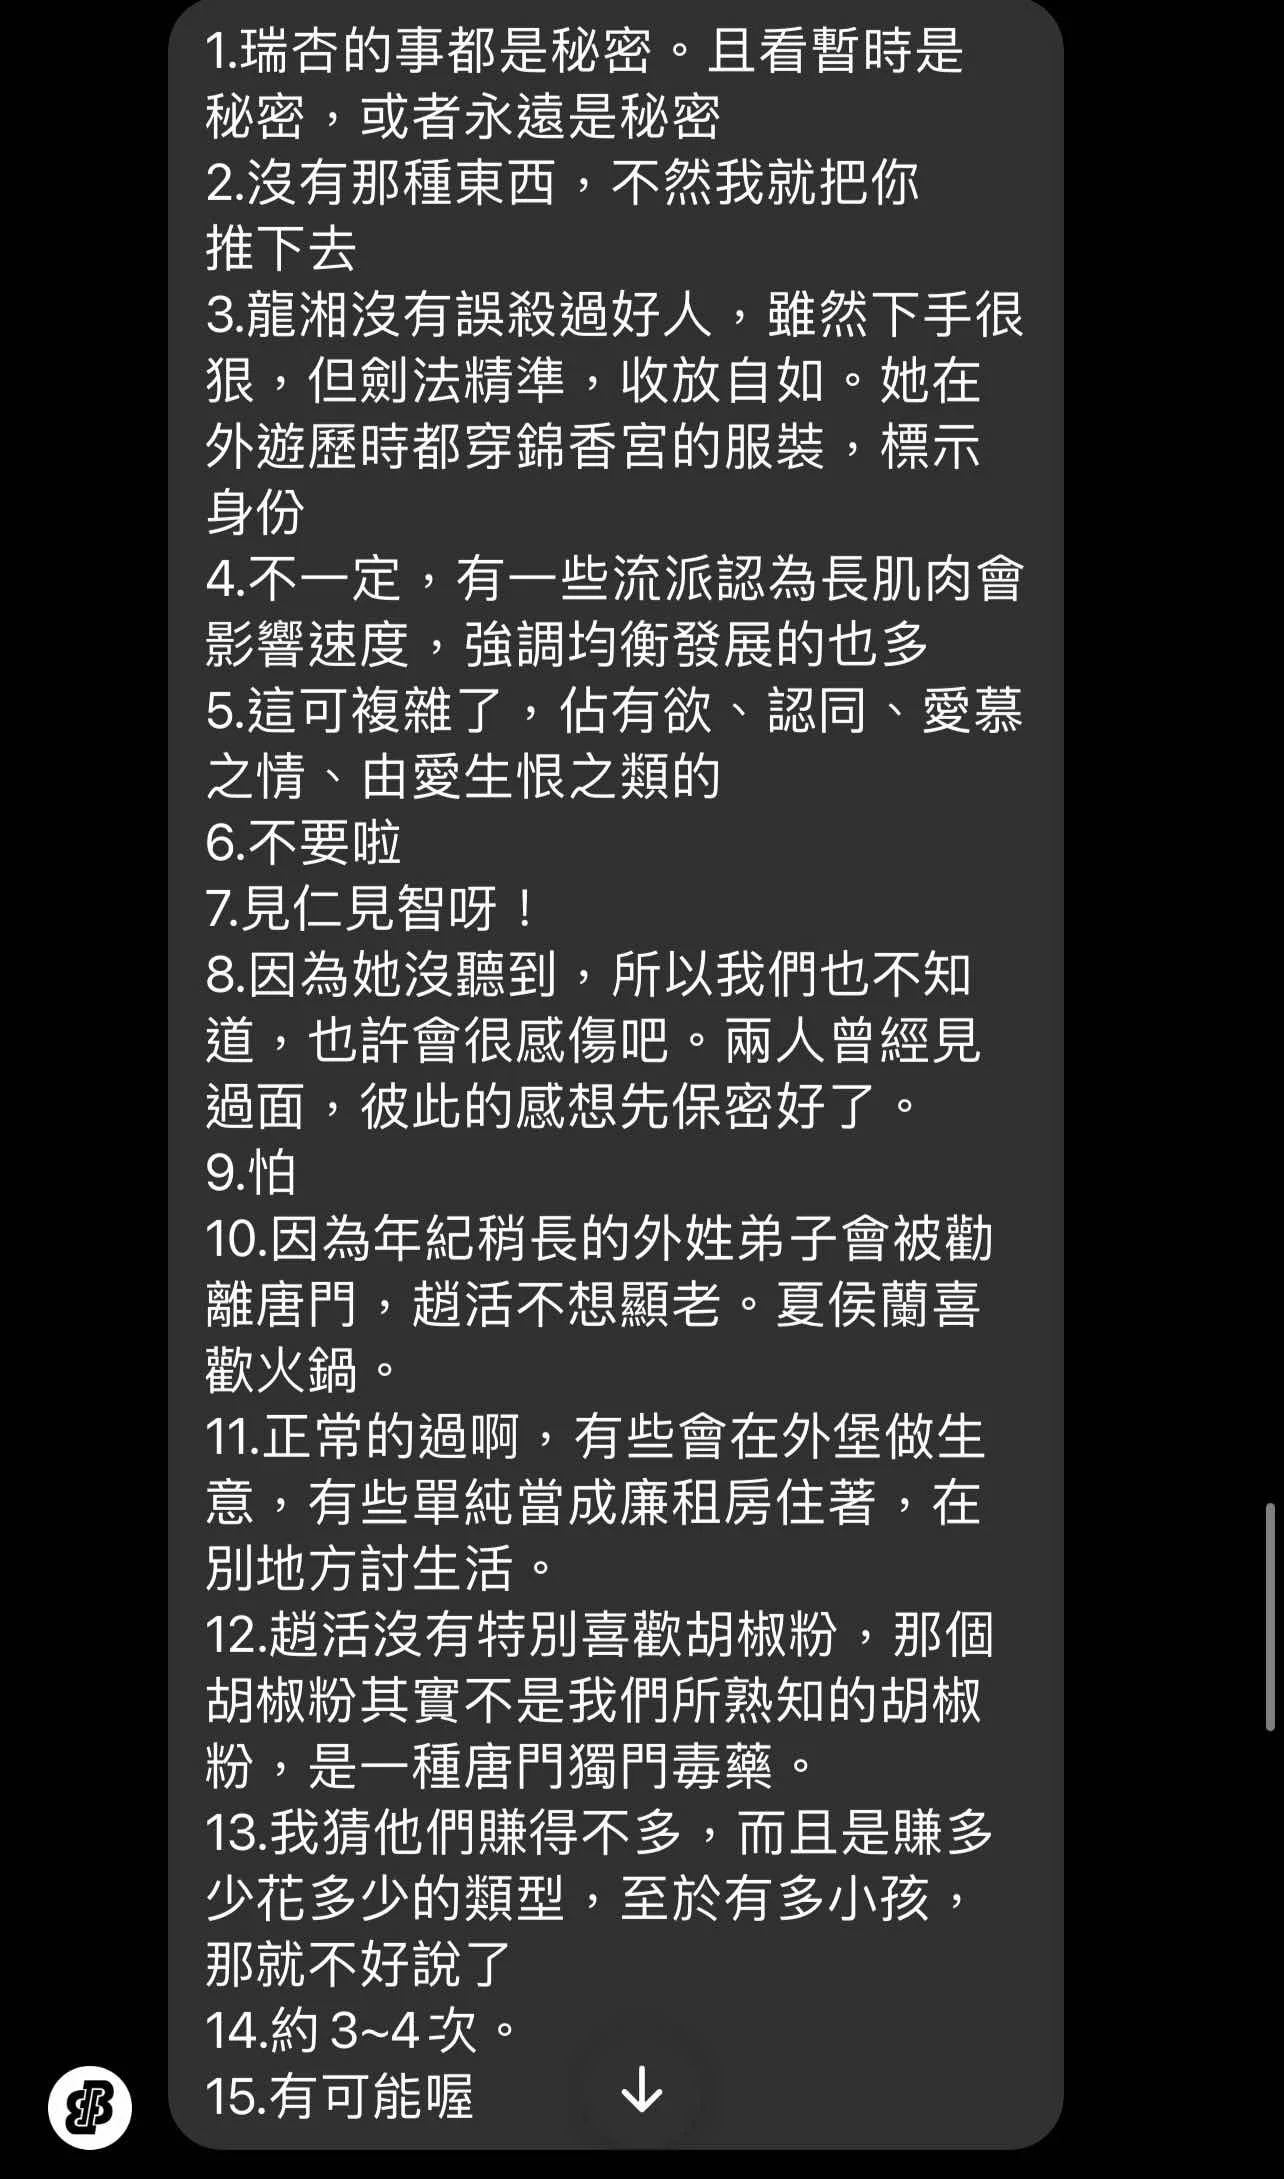 1.瑞杏的事都是秘密。且看暫時是
秘密，或者永遠是秘密
2.沒有那種東西，不然我就把你
推下去
3.龍湘沒有誤殺過好人，雖然下手很
狠，但劍法精準，收放自如。她在
外遊歷時都穿錦香宮的服裝，標示
身份
4.不一定，有一些流派認為長肌肉會
影響速度，強調均衡發展的也多
5.這可複雜了，佔有欲、認同、愛慕
之情、由愛生恨之類的
6.不要啦
7.見仁見智呀！
8.因為她沒聽到，所以我們也不知
道，也許會很感傷吧。兩人曾經見
過面，彼此的感想先保密好了。
9.怕
10.因為年紀稍長的外姓弟子會被勸
離唐門，趙活不想顯老。夏侯蘭喜
歡火鍋。
11.正常的過啊，有些會在外堡做生
意，有些單純當成廉租房住著，在
別地方討生活。
12.趙活沒有特別喜歡胡椒粉，那個
胡椒粉其實不是我們所熟知的胡椒
粉，是一種唐門獨門毒藥。
13.我猜他們賺得不多，而且是賺多
少花多少的類型，至於有多小孩，
那就不好說了
14.約3~4次。
15.有可能喔